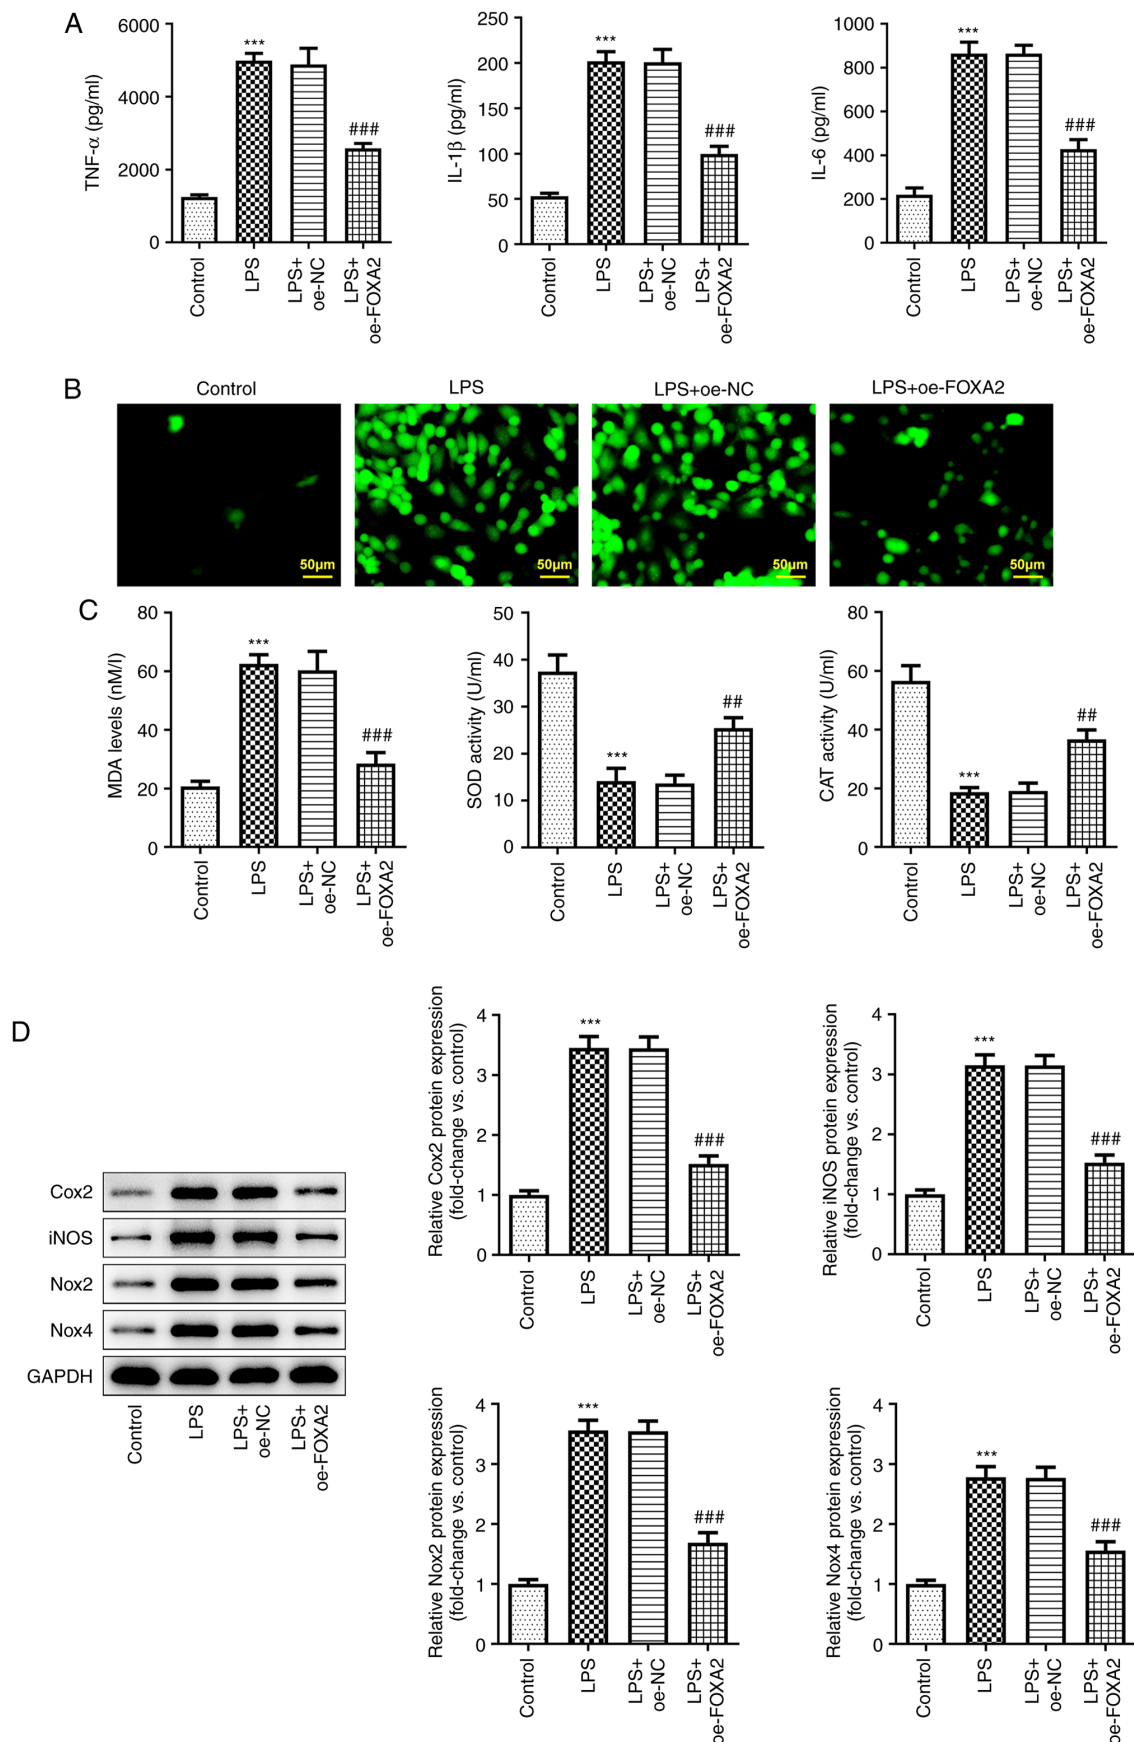 A
TNF-α (pg/ml)
6000
4000
2000
0
***
###
Control
LPS
LPS+
oe-NC
LPS+
oe-FOXA2
IL-1β (pg/ml)
250
200
150
100
50
0
***
###
Control
LPS
LPS+
oe-NC
LPS+
oe-FOXA2
IL-6 (pg/ml)
1000
800
600
400
200
0
***
###
Control
LPS
LPS+
oe-NC
LPS+
oe-FOXA2
B
Control
LPS
LPS+oe-NC
LPS+oe-FOXA2
50μm
50μm
50μm
50μm
C
MDA levels (nM/l)
80
60
40
20
0
***
###
Control
LPS
LPS+
oe-NC
LPS+
oe-FOXA2
SOD activity (U/ml)
50
40
30
20
10
0
***
##
Control
LPS
LPS+
oe-NC
LPS+
oe-FOXA2
CAT activity (U/ml)
80
60
40
20
0
***
##
Control
LPS
LPS+
oe-NC
LPS+
oe-FOXA2
D
Cox2
iNOS
Nox2
Nox4
GAPDH
Control
LPS
LPS+
oe-NC
LPS+
oe-FOXA2
Relative Cox2 protein expression
(fold-change vs. control)
4
3
2
1
0
***
###
Control
LPS
LPS+
oe-NC
LPS+
oe-FOXA2
Relative iNOS protein expression
(fold-change vs. control)
4
3
2
1
0
***
###
Control
LPS
LPS+
oe-NC
LPS+
oe-FOXA2
Relative Nox2 protein expression
(fold-change vs. control)
4
3
2
1
0
***
###
Control
LPS
LPS+
oe-NC
LPS+
oe-FOXA2
Relative Nox4 protein expression
(fold-change vs. control)
4
3
2
1
0
***
###
Control
LPS
LPS+
oe-NC
LPS+
oe-FOXA2